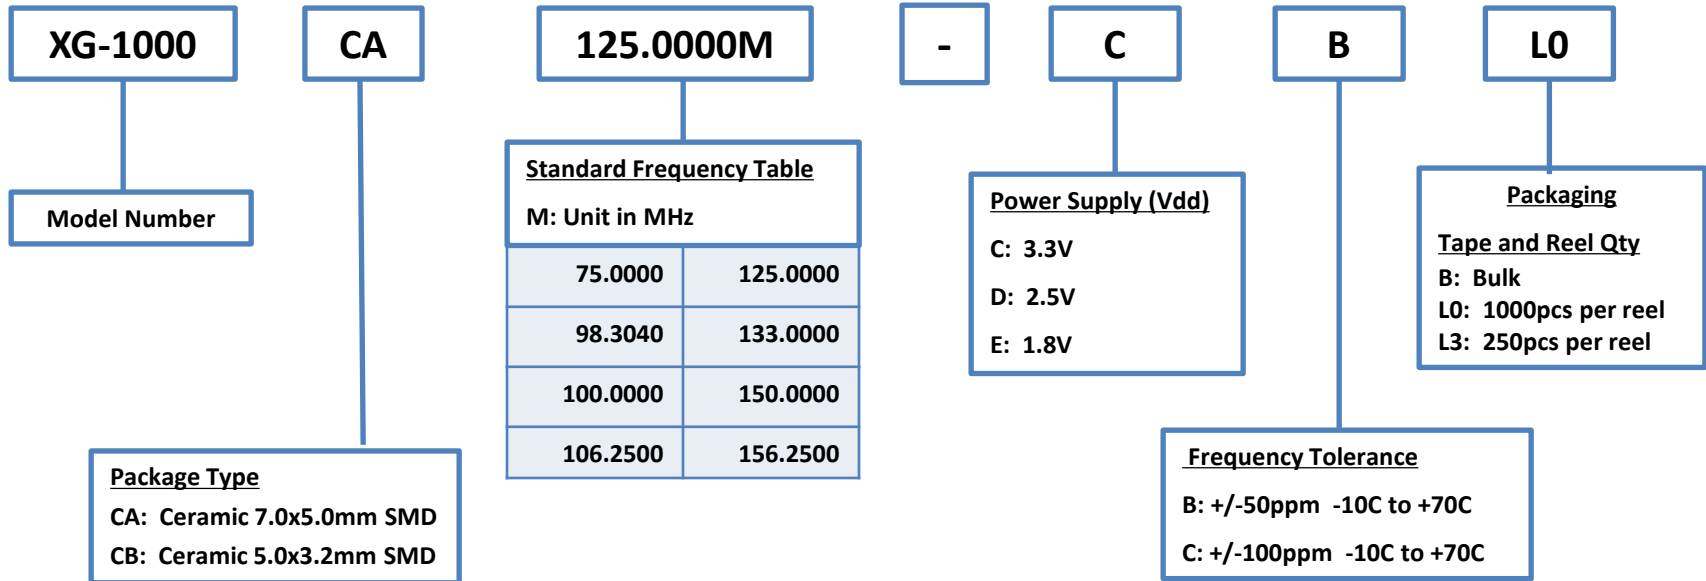 XG-1000 CA 125.0000M - C B L0
Model Number
Standard Frequency Table
M: Unit in MHz
75.0000 125.0000
98.3040 133.0000
100.0000 150.0000
106.2500 156.2500
Power Supply (Vdd)
C: 3.3V
D: 2.5V
E: 1.8V
Packaging
Tape and Reel Qty
B: Bulk
L0: 1000pcs per reel
L3: 250pcs per reel
Package Type
CA: Ceramic 7.0x5.0mm SMD
CB: Ceramic 5.0x3.2mm SMD
Frequency Tolerance
B: +/-50ppm -10C to +70C
C: +/-100ppm -10C to +70C